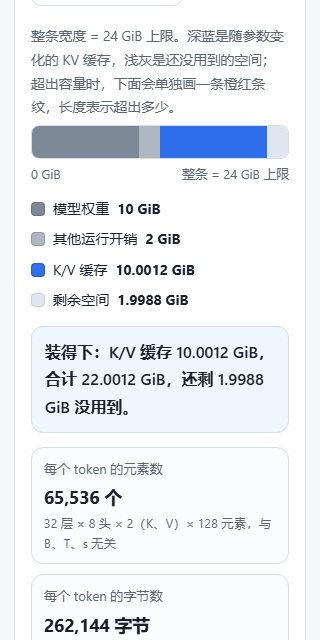 整条宽度 = 24 GiB 上限。深蓝是随参数变
化的 KV 缓存，浅灰是还没用到的空间；
超出容量时，下面会单独画一条橙红条
纹，长度表示超出多少。
0 GiB 整条 = 24 GiB 上限
模型权重 10 GiB
其他运行开销 2 GiB
K/V 缓存 10.0012 GiB
剩余空间 1.9988 GiB
装得下：K/V 缓存 10.0012 GiB，
合计 22.0012 GiB，还剩 1.9988
GiB 没用到。
每个 token 的元素数
65,536 个
32 层 × 8 头 × 2（K、V）× 128 元素，与
B、T、s 无关
每个 token 的字节数
262,144 字节